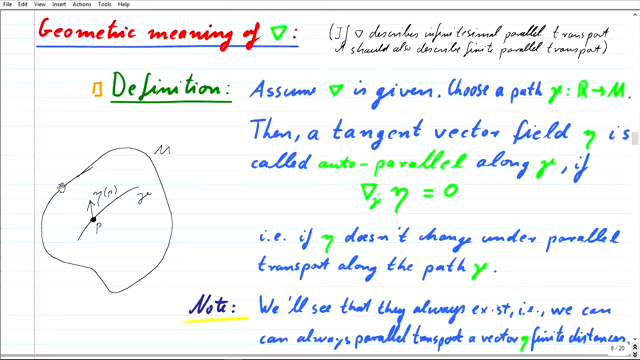 File Edit View Insert Actions Tools Help
Geometric meaning of ∇:
(If ∇ describes infinitesimal parallel transport
it should also describe finite parallel transport)
Definition: Assume ∇ is given. Choose a path γ: ℝ→M.
Then, a tangent vector field η is
called auto-parallel along γ, if
∇_γ̇ η = 0
M
η(p)
γ
p
i.e. if η doesn't change under parallel
transport along the path γ.
Note: We'll see that they always exist, i.e., we can
can always parallel transport a vector η finite distances.
8 / 20